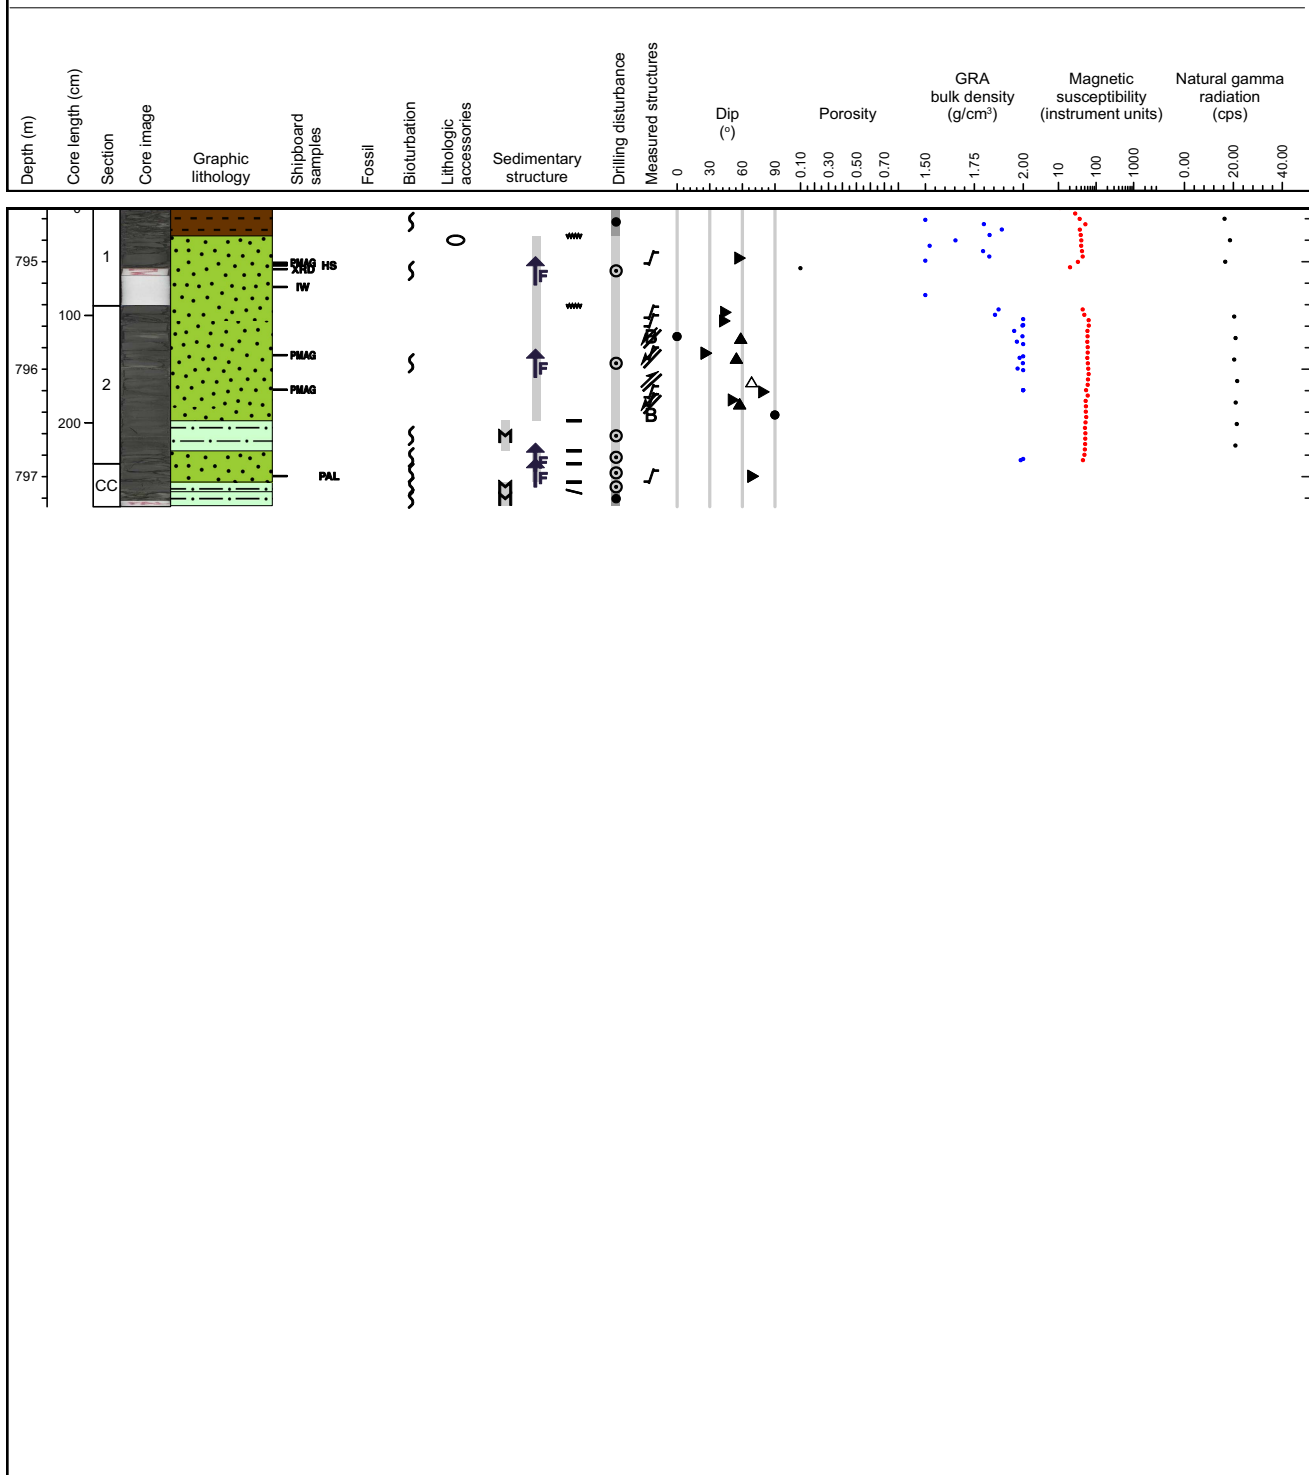 Depth (m)
Core length (cm)
Section
Core image
Graphic
lithology
Shipboard
samples
Fossil
Bioturbation
Lithologic
accessories
Sedimentary
structure
Drilling disturbance
Measured structures
Dip
(o)
0
30
60
90
Porosity
0.10
0.30
0.50
0.70
GRA
bulk density
(g/cm3)
1.50
1.75
2.00
Magnetic
susceptibility
(instrument units)
10
100
1000
Natural gamma
radiation
(cps)
0.00
20.00
40.00
795
796
797
0
100
200
1
2
CC
PMAG
XRD
HS
IW
PMAG
PMAG
PAL
F
F
F
F
B
B